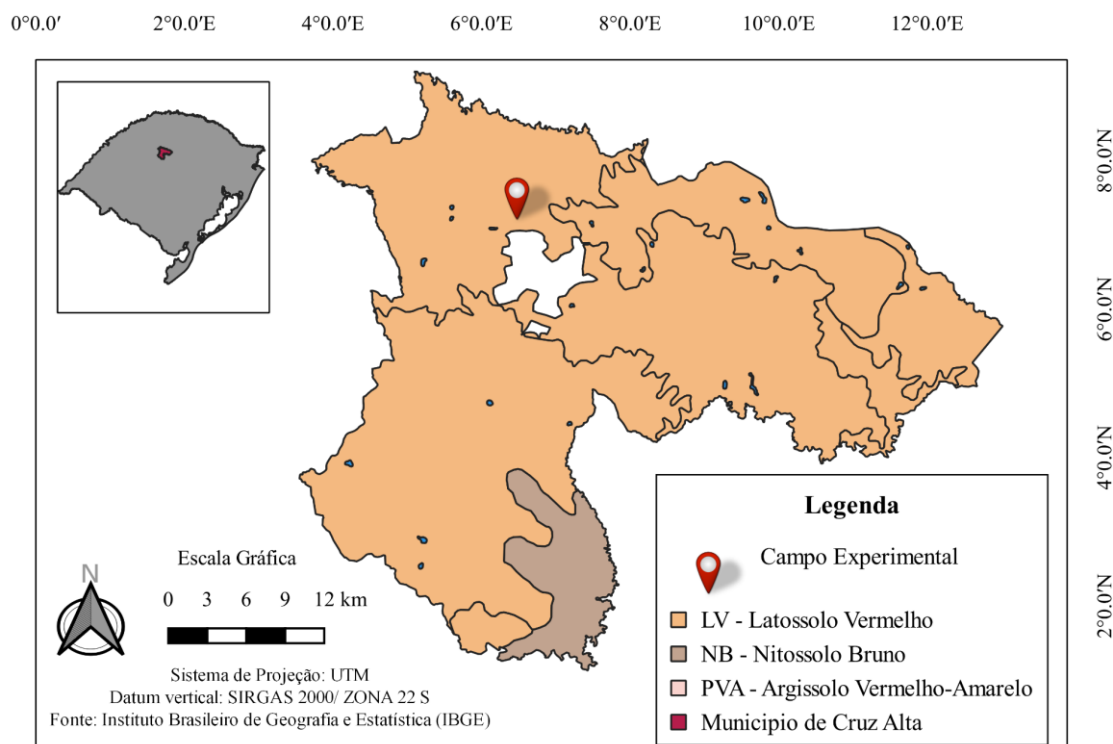 0°0.0' 2°0.0'E 4°0.0'E 6°0.0'E 8°0.0'E 10°0.0'E 12°0.0'E
8°0.0'N
6°0.0'N
4°0.0'N
2°0.0'N
N
Escala Gráfica
0 3 6 9 12 km
Sistema de Projeção: UTM
Datum vertical: SIRGAS 2000/ ZONA 22 S
Fonte: Instituto Brasileiro de Geografia e Estatística (IBGE)
Legenda
Campo Experimental
LV - Latossolo Vermelho
NB - Nitossolo Bruno
PVA - Argissolo Vermelho-Amarelo
Municipio de Cruz Alta